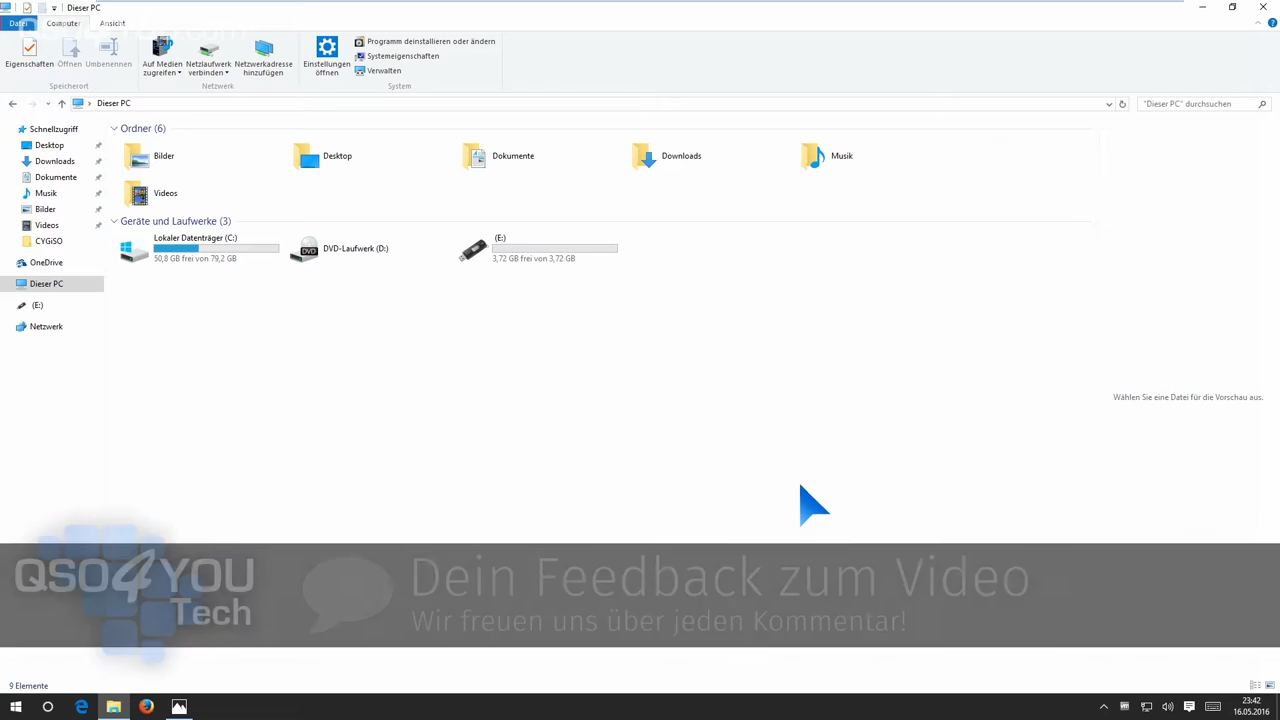 Dieser PC
Datei Computer Ansicht
Eigenschaften
Öffnen
Umbenennen
Auf Medien zugreifen
Netzlaufwerk verbinden
Netzwerkadresse hinzufügen
Einstellungen öffnen
Programm deinstallieren oder ändern
Systemeigenschaften
Verwalten
Speicherort
Netzwerk
System
Dieser PC
"Dieser PC" durchsuchen
Schnellzugriff
Desktop
Downloads
Dokumente
Musik
Bilder
Videos
CYGiSO
OneDrive
Dieser PC
(E:)
Netzwerk
Ordner (6)
Bilder
Desktop
Dokumente
Downloads
Musik
Videos
Geräte und Laufwerke (3)
Lokaler Datenträger (C:)
50,8 GB frei von 79,2 GB
DVD
DVD-Laufwerk (D:)
(E:)
3,72 GB frei von 3,72 GB
Wählen Sie eine Datei für die Vorschau aus.
QSO4YOU
Tech
Dein Feedback zum Video
Wir freuen uns über jeden Kommentar!
9 Elemente
23:42
16.05.2016